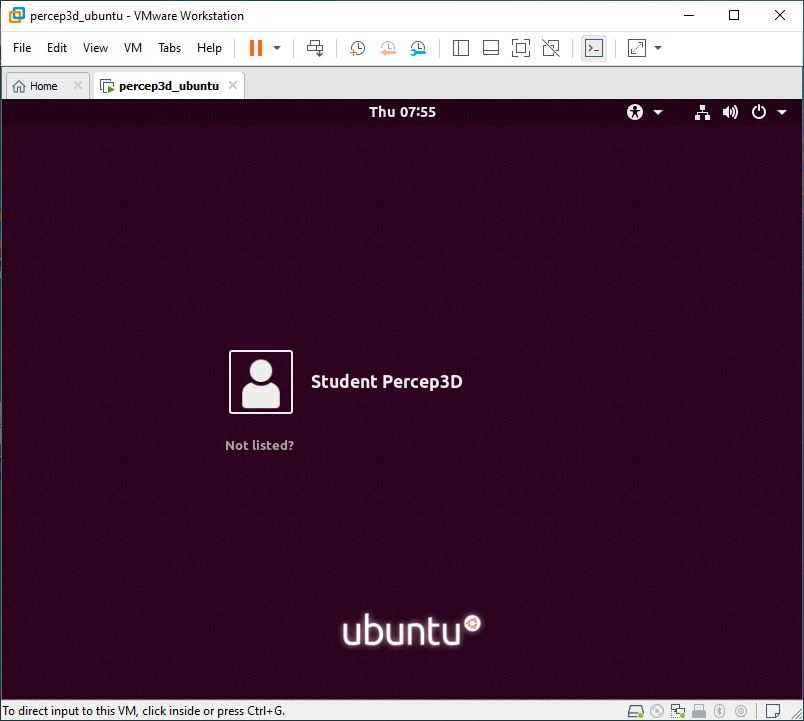 percep3d_ubuntu - VMware Workstation
File Edit View VM Tabs Help
Home percep3d_ubuntu
Thu 07:55
Student Percep3D
Not listed?
ubuntu
To direct input to this VM, click inside or press Ctrl+G.